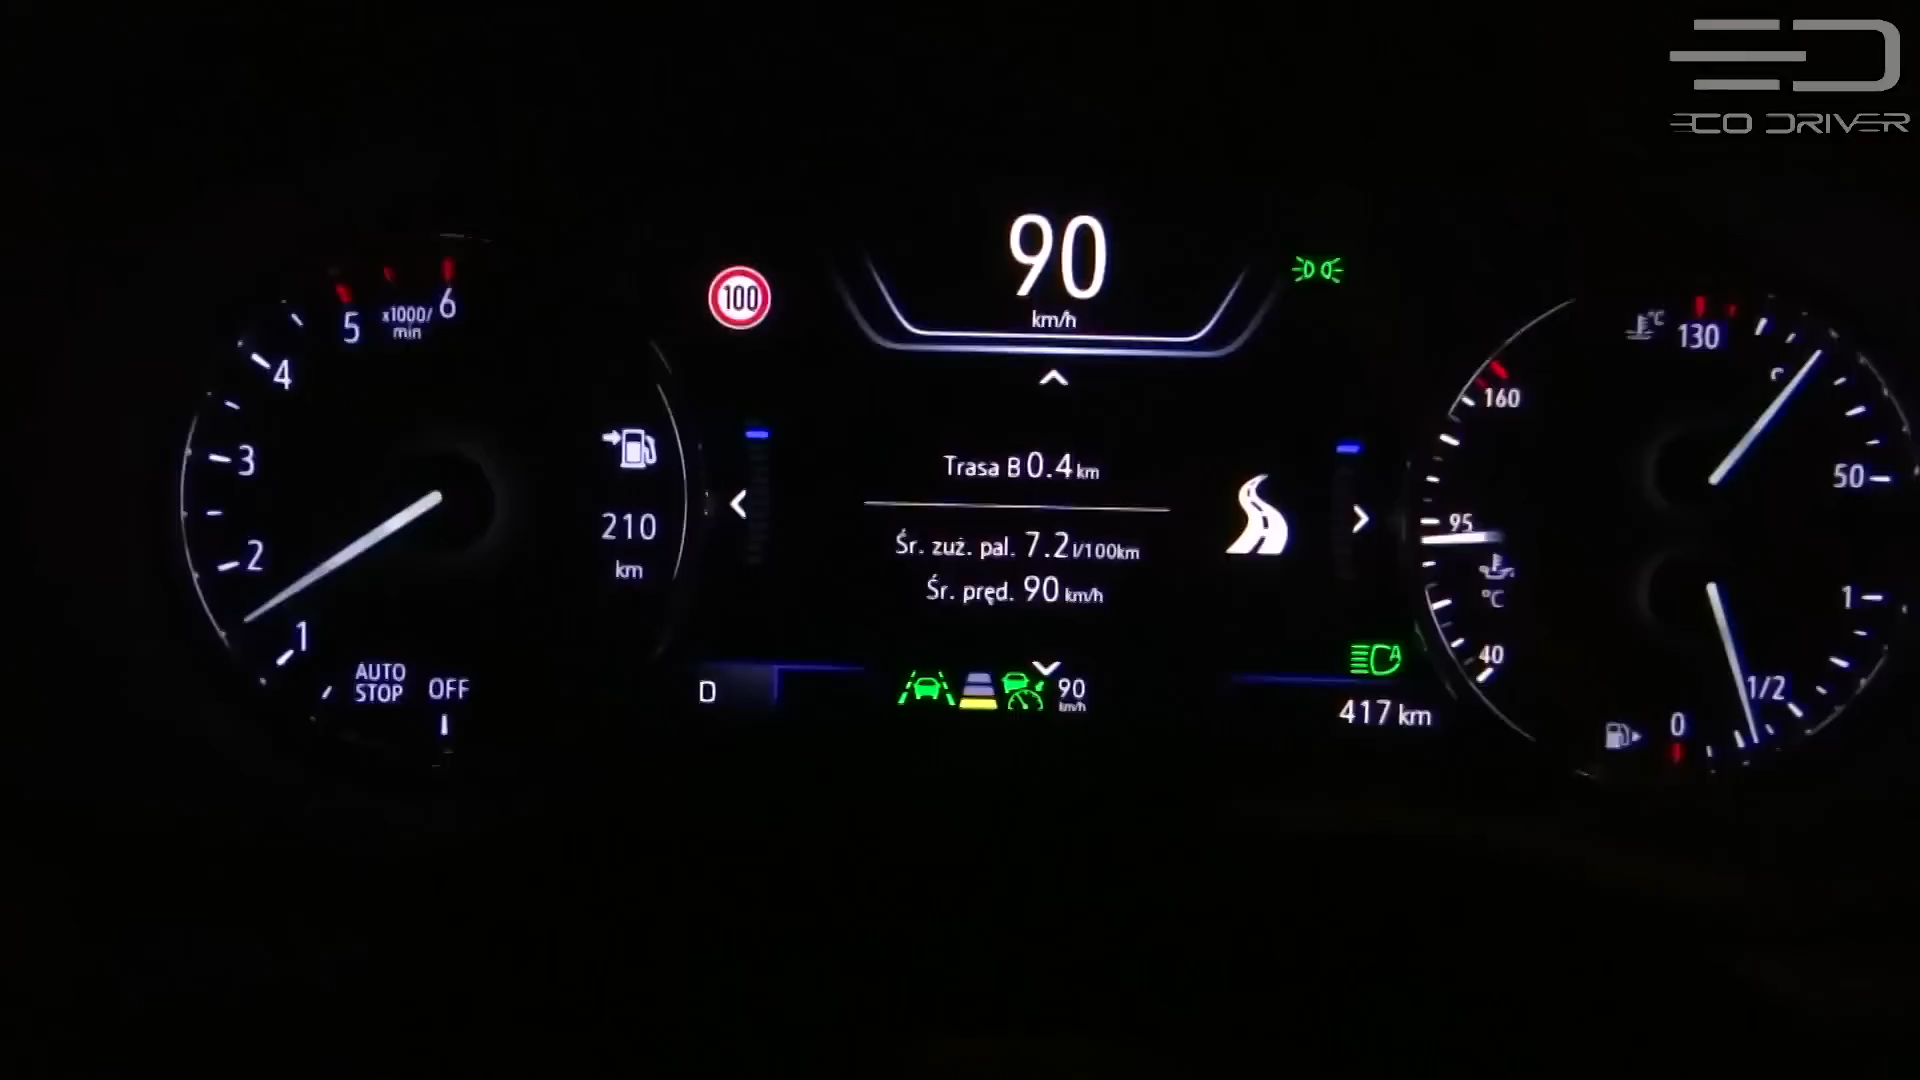 ECO DRIVER
90
km/h
100
6
5
x1000/
min
4
3
2
1
AUTO
STOP
OFF
210
km
Trasa B 0.4 km
Śr. zuż. pal. 7.2 l/100km
Śr. pręd. 90 km/h
D
90
km/h
A
417 km
°C
130
160
50
95
°C
40
1
1/2
0